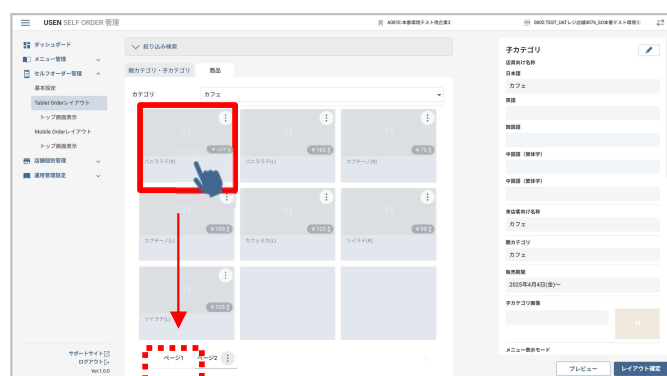 USEN SELF ORDER 管理
A001E:本番環境テスト用企業3
0002:TEST_UATレジ店舗0076_SO本番テスト環境①
ダッシュボード
メニュー管理
セルフオーダー管理
基本設定
Tablet Orderレイアウト
トップ画面表示
Mobile Orderレイアウト
トップ画面表示
店舗個別管理
運用管理設定
サポートサイト
ログアウト
Ver.1.0.0
絞り込み検索
親カテゴリ・子カテゴリ
商品
カテゴリ
カフェ
バニララテ(R)
¥165
バニララテ(L)
¥75
カプチーノ(R)
¥100
カプチーノ(L)
¥125
カフェモカ(L)
¥90
ソイラテ(R)
¥125
ソイラテ(L)
ページ1
ページ2
子カテゴリ
店員向け名称
日本語
カフェ
英語
韓国語
中国語（簡体字）
中国語（繁体字）
来店客向け名称
カフェ
親カテゴリ
カフェ
販売期間
2025年4月4日(金)〜
子カテゴリ画像
メニュー表示モード
プレビュー
レイアウト確定